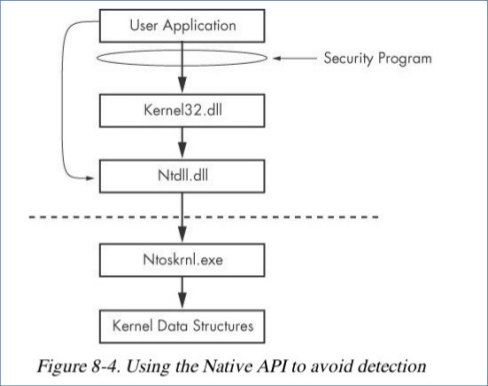 User Application
Security Program
Kernel32.dll
Ntdll.dll
Ntoskrnl.exe
Kernel Data Structures
Figure 8-4. Using the Native API to avoid detection